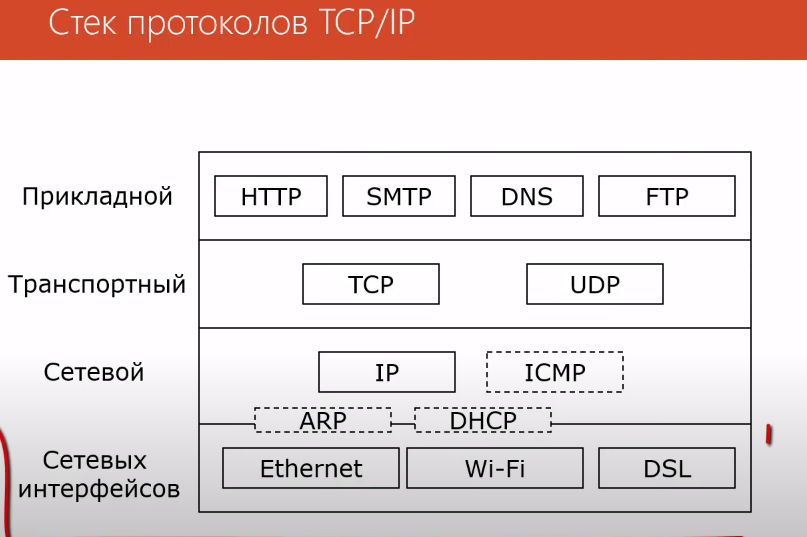 Стек протоколов TCP/IP
Прикладной
HTTP
SMTP
DNS
FTP
Транспортный
TCP
UDP
Сетевой
IP
ICMP
ARP
DHCP
Сетевых
интерфейсов
Ethernet
Wi-Fi
DSL